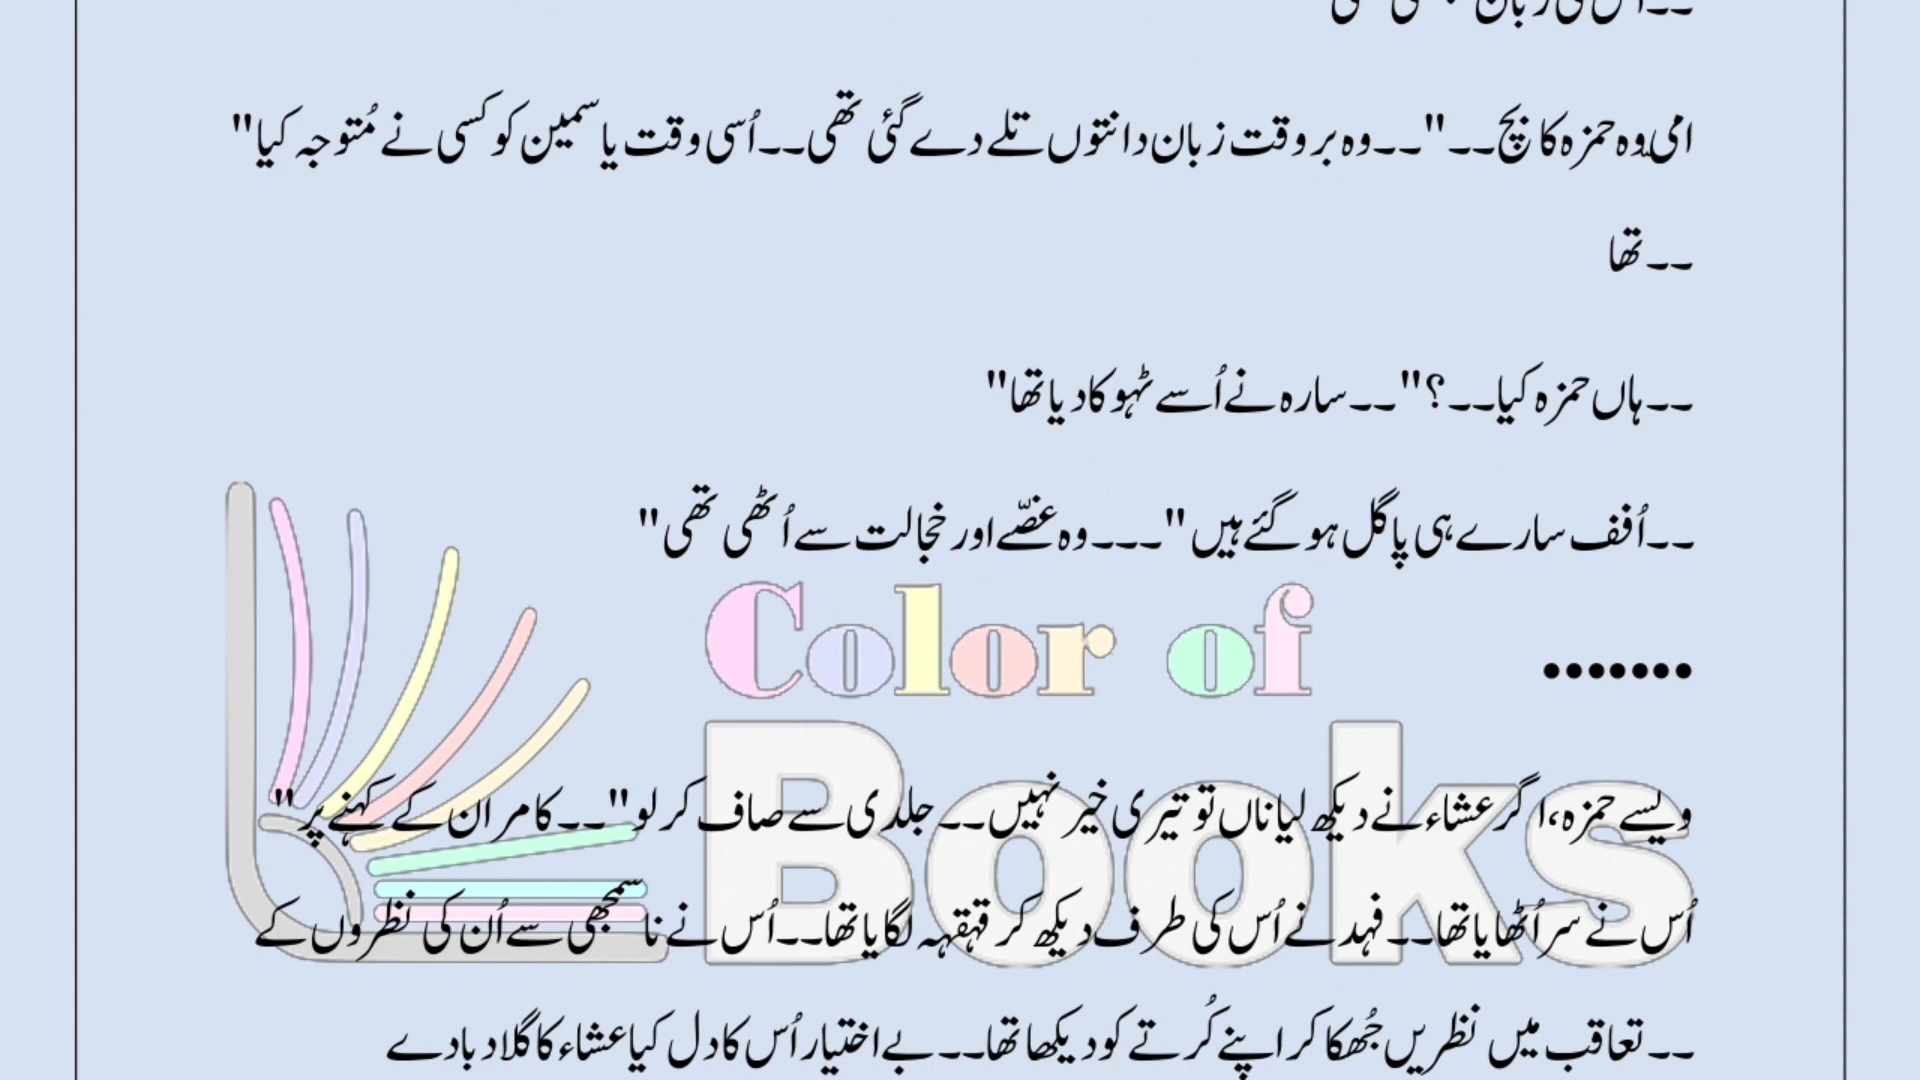 امی وہ حمزہ کا بچ۔۔"۔۔وہ بروقت زبان دانتوں تلے دے گئی تھی۔۔اُسی وقت یاسمین کو کسی نے مُتوجہ کیا"
۔۔تھا
۔۔ہاں حمزہ کیا۔۔؟"۔۔سارہ نے اُسے ٹہوکا دیا تھا"
۔۔اُفف سارے ہی پاگل ہو گئے ہیں"۔۔۔وہ غصّے اور خجالت سے اُٹھی تھی"
Color of
•••••••
Books
ویسے حمزہ،اگر عشاء نے دیکھ لیا ناں تو تیری خیر نہیں۔۔جلدی سے صاف کر لو"۔۔کامران کے کہنے پر"
اُس نے سر اُٹھایا تھا۔۔فہد نے اُس کی طرف دیکھ کر قہقہہ لگایا تھا۔۔اُس نے ناسمجھی سے اُن کی نظروں کے
۔۔تعاقب میں نظریں جُھکا کر اپنے کُرتے کو دیکھا تھا۔۔بے اختیار اُس کا دل کیا عشاء کا گلا دبا دے